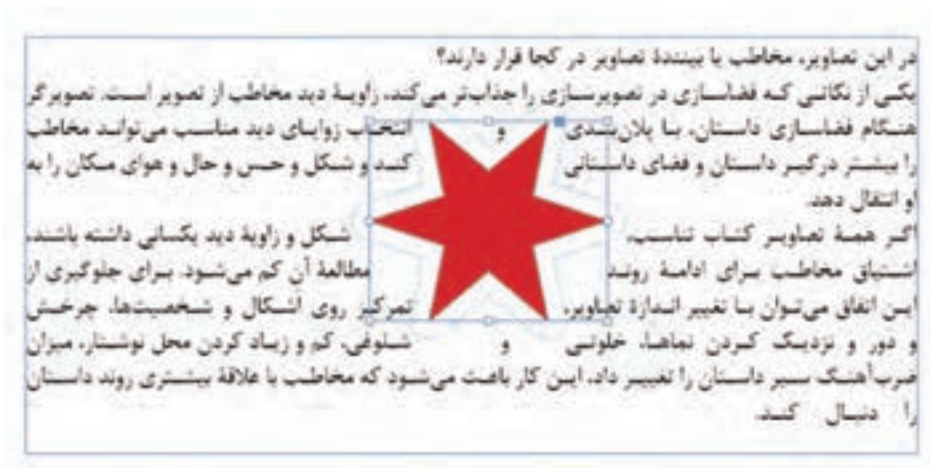 در این تصاویر، مخاطب یا بینندهٔ تصاویر در کجا قرار دارند؟
یکی از نکاتی که فضاسازی در تصویرسازی را جذاب‌تر می‌کند، زاویهٔ دید مخاطب از تصویر است. تصویرگر
هنگام فضاسازی داستان، با پلان‌بندی و انتخاب زوایای دید مناسب می‌تواند مخاطب
را بیشتر درگیر داستان و فضای داستانی کند و شکل و حس و حال و هوای مکان را به
او انتقال دهد.
اگر همهٔ تصاویر کتاب تناسب، شکل و زاویهٔ دید یکسانی داشته باشند،
اشتیاق مخاطب برای ادامهٔ روند مطالعهٔ آن کم می‌شود. برای جلوگیری از
این اتفاق می‌توان با تغییر اندازهٔ تصاویر، تمرکز روی اشکال و شخصیت‌ها، چرخش
و دور و نزدیک کردن نماها، خلوتی و شلوغی، کم و زیاد کردن محل نوشتار، میزان
ضرب‌آهنگ سیر داستان را تغییر داد، این کار باعث می‌شود که مخاطب با علاقهٔ بیشتری روند داستان
را دنبال کند.